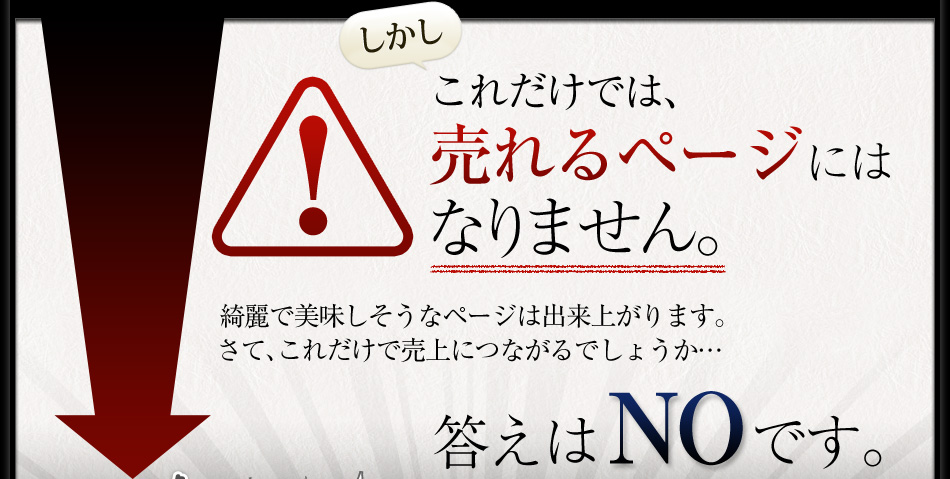 しかし
これだけでは、
売れるページには
なりません。
綺麗で美味しそうなページは出来上がります。
さて、これだけで売上につながるでしょうか…
答えはNOです。